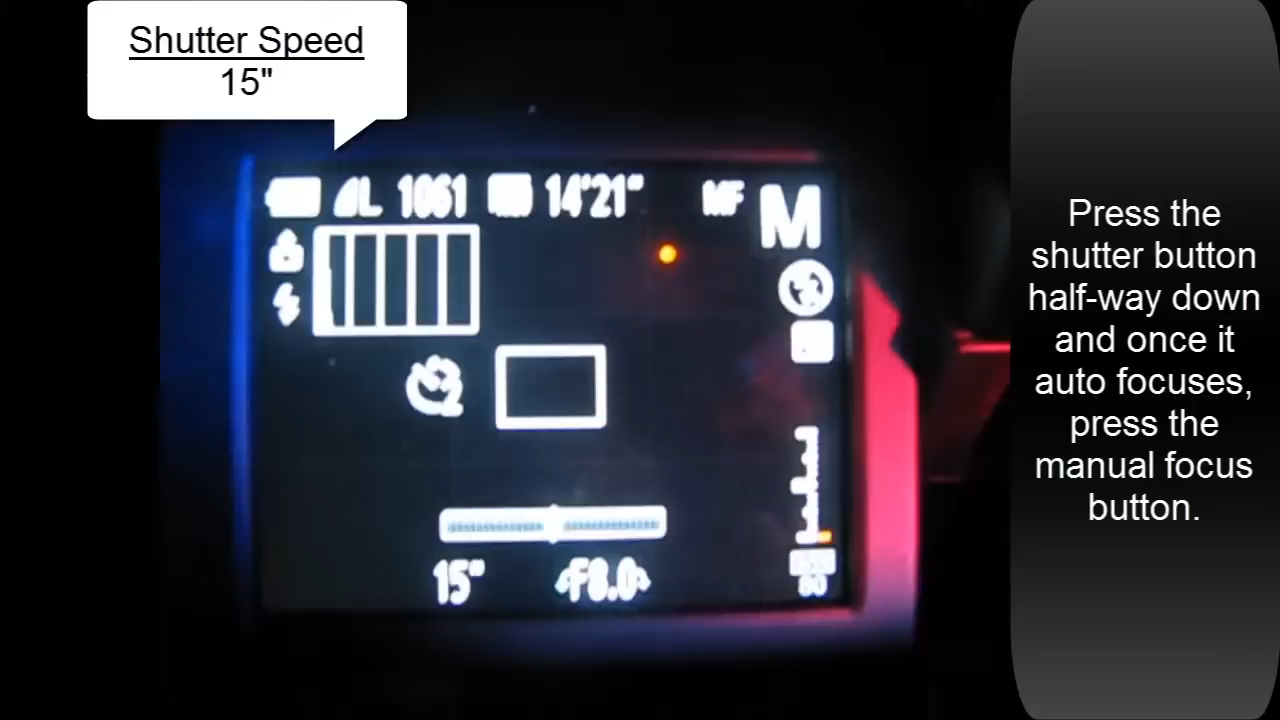 Shutter Speed
15"
L 1061 14'21" MF M
15" F8.0
80
Press the
shutter button
half-way down
and once it
auto focuses,
press the
manual focus
button.